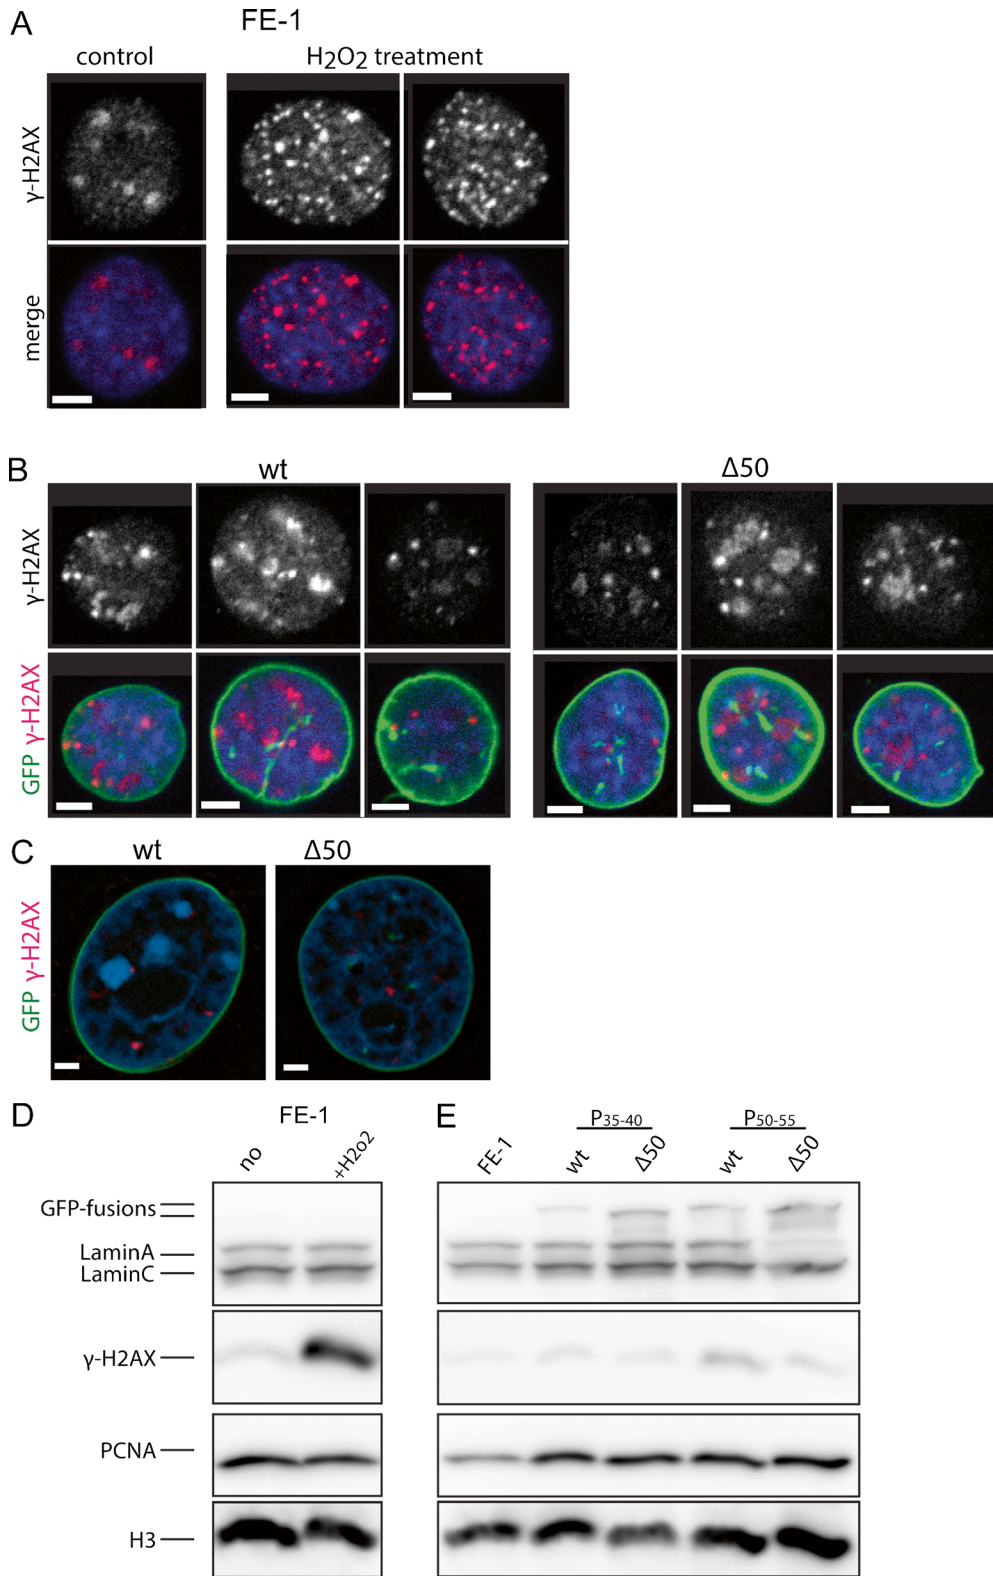 A
FE-1
control
H2O2 treatment
γ-H2AX
merge
B
wt
Δ50
γ-H2AX
GFP γ-H2AX
C
wt
Δ50
GFP γ-H2AX
D
FE-1
no
+H2o2
E
P35-40
P50-55
FE-1
wt
Δ50
wt
Δ50
GFP-fusions
LaminA
LaminC
γ-H2AX
PCNA
H3